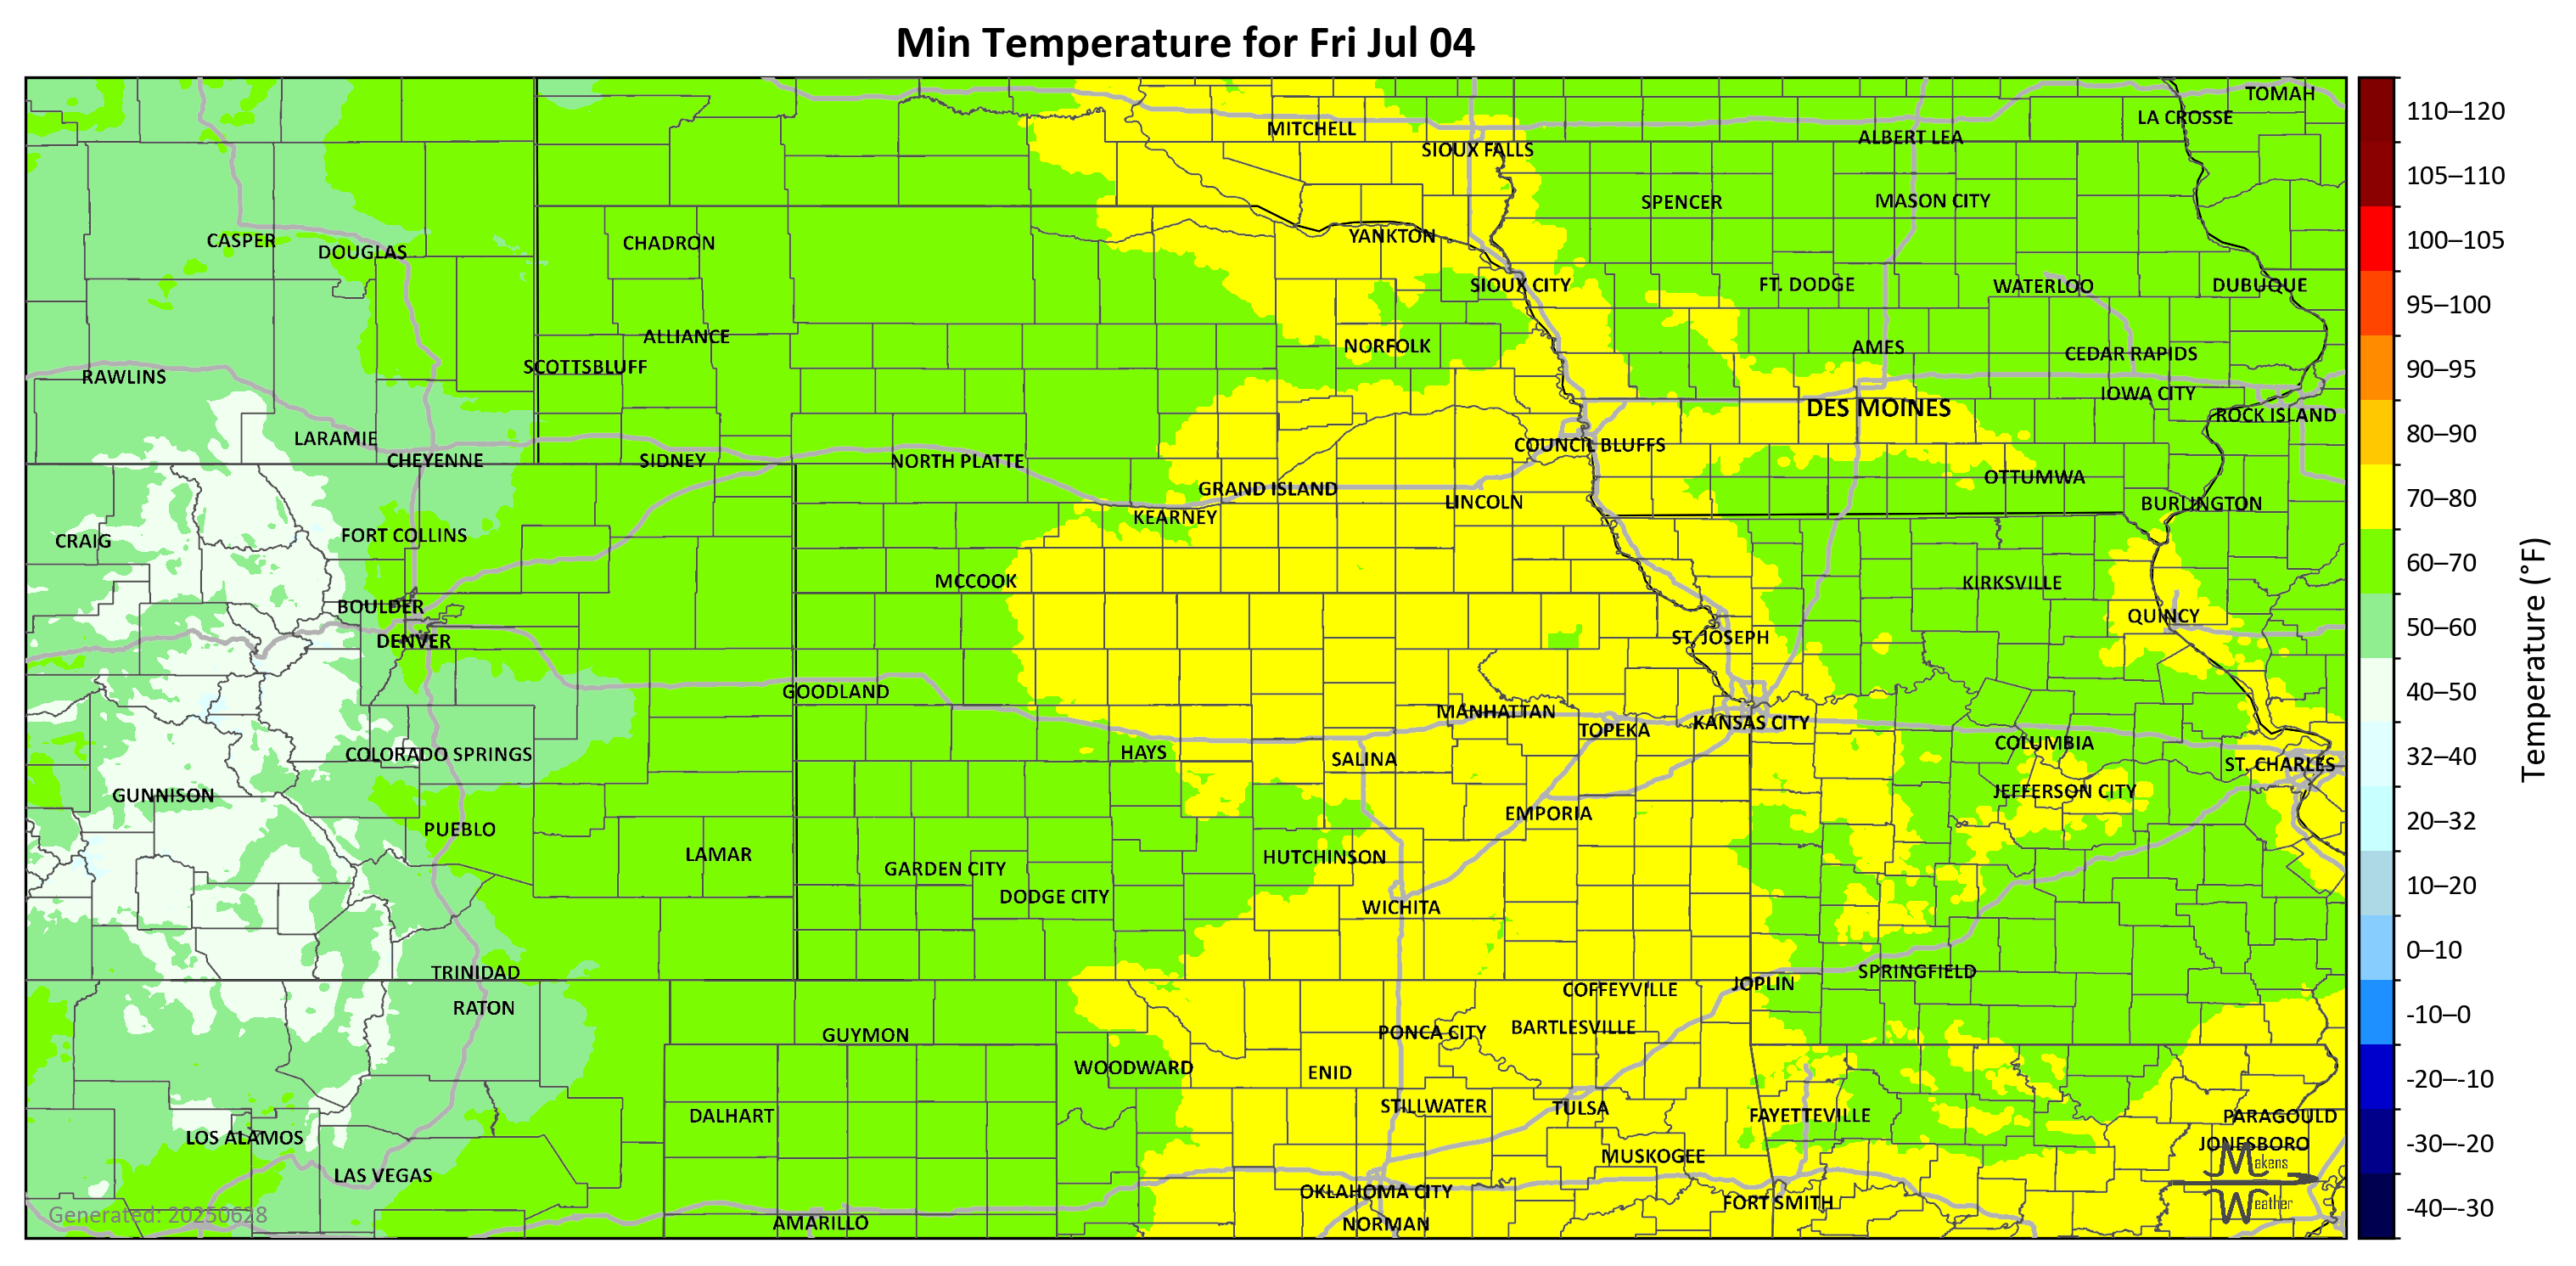 Min Temperature for Fri Jul 04
TOMAH
LA CROSSE
MITCHELL
ALBERT LEA
SIOUX FALLS
SPENCER
MASON CITY
CASPER
DOUGLAS
CHADRON
YANKTON
SIOUX CITY
FT. DODGE
WATERLOO
DUBUQUE
ALLIANCE
NORFOLK
AMES
CEDAR RAPIDS
SCOTTSBLUFF
RAWLINS
IOWA CITY
DES MOINES
ROCK ISLAND
LARAMIE
COUNCIL BLUFFS
CHEYENNE
SIDNEY
NORTH PLATTE
OTTUMWA
GRAND ISLAND
LINCOLN
BURLINGTON
KEARNEY
FORT COLLINS
CRAIG
MCCOOK
KIRKSVILLE
BOULDER
QUINCY
DENVER
ST. JOSEPH
GOODLAND
MANHATTAN
KANSAS CITY
TOPEKA
COLUMBIA
COLORADO SPRINGS
HAYS
SALINA
ST. CHARLES
GUNNISON
JEFFERSON CITY
EMPORIA
PUEBLO
LAMAR
HUTCHINSON
GARDEN CITY
DODGE CITY
WICHITA
TRINIDAD
SPRINGFIELD
JOPLIN
COFFEYVILLE
RATON
GUYMON
PONCA CITY
BARTLESVILLE
WOODWARD
ENID
STILLWATER
TULSA
DALHART
FAYETTEVILLE
PARAGOULD
LOS ALAMOS
JONESBORO
MUSKOGEE
LAS VEGAS
OKLAHOMA CITY
FORT SMITH
AMARILLO
NORMAN
Makens
Weather
Generated: 20250628
110–120
105–110
100–105
95–100
90–95
80–90
70–80
60–70
50–60
40–50
32–40
20–32
10–20
0–10
-10–0
-20–-10
-30–-20
-40–-30
Temperature (°F)